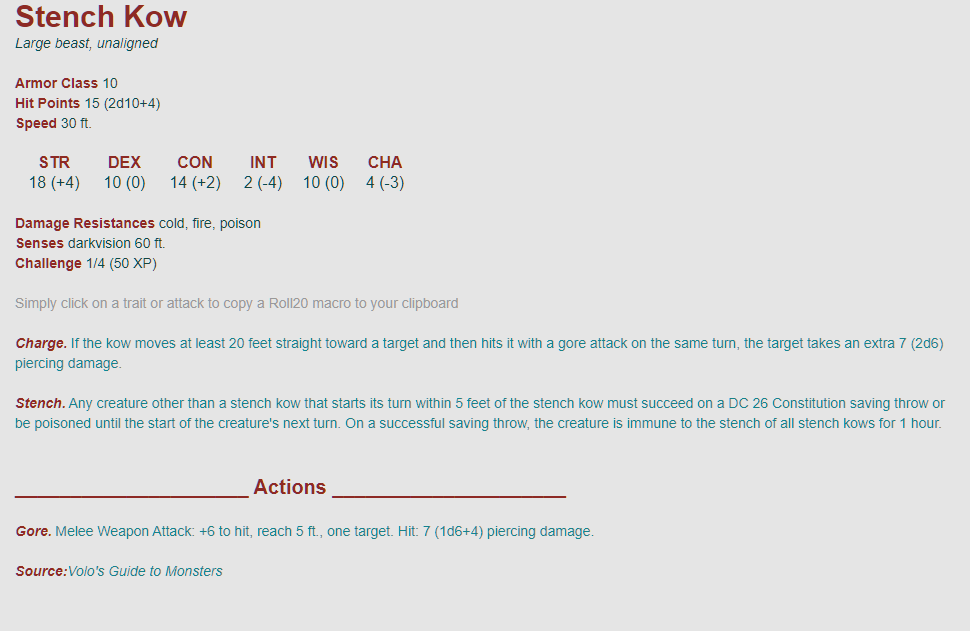 Stench Kow
Large beast, unaligned
Armor Class 10
Hit Points 15 (2d10+4)
Speed 30 ft.
STR DEX CON INT WIS CHA
18 (+4) 10 (0) 14 (+2) 2 (-4) 10 (0) 4 (-3)
Damage Resistances cold, fire, poison
Senses darkvision 60 ft.
Challenge 1/4 (50 XP)
Simply click on a trait or attack to copy a Roll20 macro to your clipboard
Charge. If the kow moves at least 20 feet straight toward a target and then hits it with a gore attack on the same turn, the target takes an extra 7 (2d6)
piercing damage.
Stench. Any creature other than a stench kow that starts its turn within 5 feet of the stench kow must succeed on a DC 26 Constitution saving throw or
be poisoned until the start of the creature's next turn. On a successful saving throw, the creature is immune to the stench of all stench kows for 1 hour.
_____________________ Actions _____________________
Gore. Melee Weapon Attack: +6 to hit, reach 5 ft., one target. Hit: 7 (1d6+4) piercing damage.
Source:Volo's Guide to Monsters